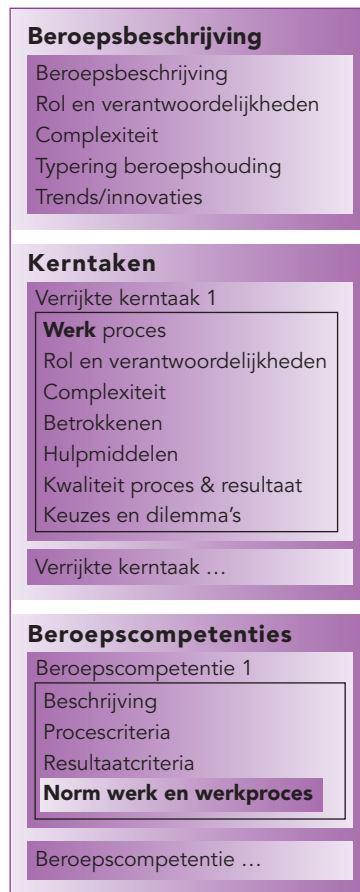 Beroepsbeschrijving
Beroepsbeschrijving
Rol en verantwoordelijkheden
Complexiteit
Typering beroepshouding
Trends/innovaties
Kerntaken
Verrijkte kerntaak 1
Werk proces
Rol en verantwoordelijkheden
Complexiteit
Betrokkenen
Hulpmiddelen
Kwaliteit proces & resultaat
Keuzes en dilemma's
Verrijkte kerntaak …
Beroepscompetenties
Beroepscompetentie 1
Beschrijving
Procescriteria
Resultaatcriteria
Norm werk en werkproces
Beroepscompetentie …